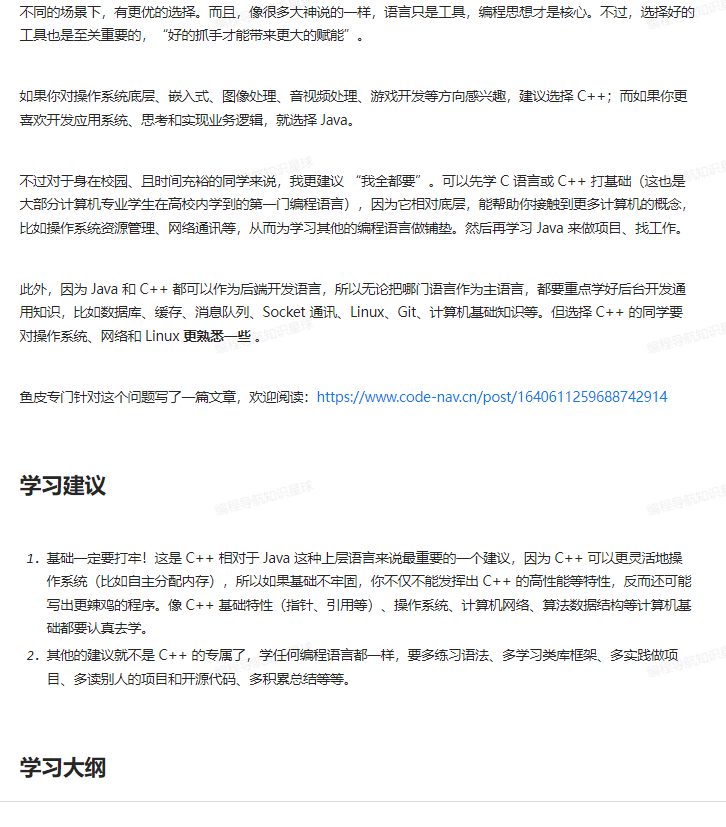 不同的场景下，有更优的选择。而且，像很多大神说的一样，语言只是工具，编程思想才是核心。不过，选择好的
工具也是至关重要的，“好的抓手才能带来更大的赋能”。
如果你对操作系统底层、嵌入式、图像处理、音视频处理、游戏开发等方向感兴趣，建议选择 C++；而如果你更
喜欢开发应用系统、思考和实现业务逻辑，就选择 Java。
不过对于身在校园、且时间充裕的同学来说，我更建议 “我全都要”。可以先学 C 语言或 C++ 打基础（这也是
大部分计算机专业学生在高校内学到的第一门编程语言），因为它相对底层，能帮助你接触到更多计算机的概念，
比如操作系统资源管理、网络通讯等，从而为学习其他的编程语言做铺垫。然后再学习 Java 来做项目、找工作。
此外，因为 Java 和 C++ 都可以作为后端开发语言，所以无论把哪门语言作为主语言，都要重点学好后台开发通
用知识，比如数据库、缓存、消息队列、Socket 通讯、Linux、Git、计算机基础知识等。但选择 C++ 的同学要
对操作系统、网络和 Linux 更熟悉一些 。
鱼皮专门针对这个问题写了一篇文章，欢迎阅读：https://www.code-nav.cn/post/1640611259688742914
学习建议
编程导航知识星球
1. 基础一定要打牢！这是 C++ 相对于 Java 这种上层语言来说最重要的一个建议，因为 C++ 可以更灵活地操
作系统（比如自主分配内存），所以如果基础不牢固，你不仅不能发挥出 C++ 的高性能等特性，反而还可能
写出更辣鸡的程序。像 C++ 基础特性（指针、引用等）、操作系统、计算机网络、算法数据结构等计算机基
础都要认真去学。
2. 其他的建议就不是 C++ 的专属了，学任何编程语言都一样，要多练习语法、多学习类库框架、多实践做项
目、多读别人的项目和开源代码、多积累总结等等。
学习大纲